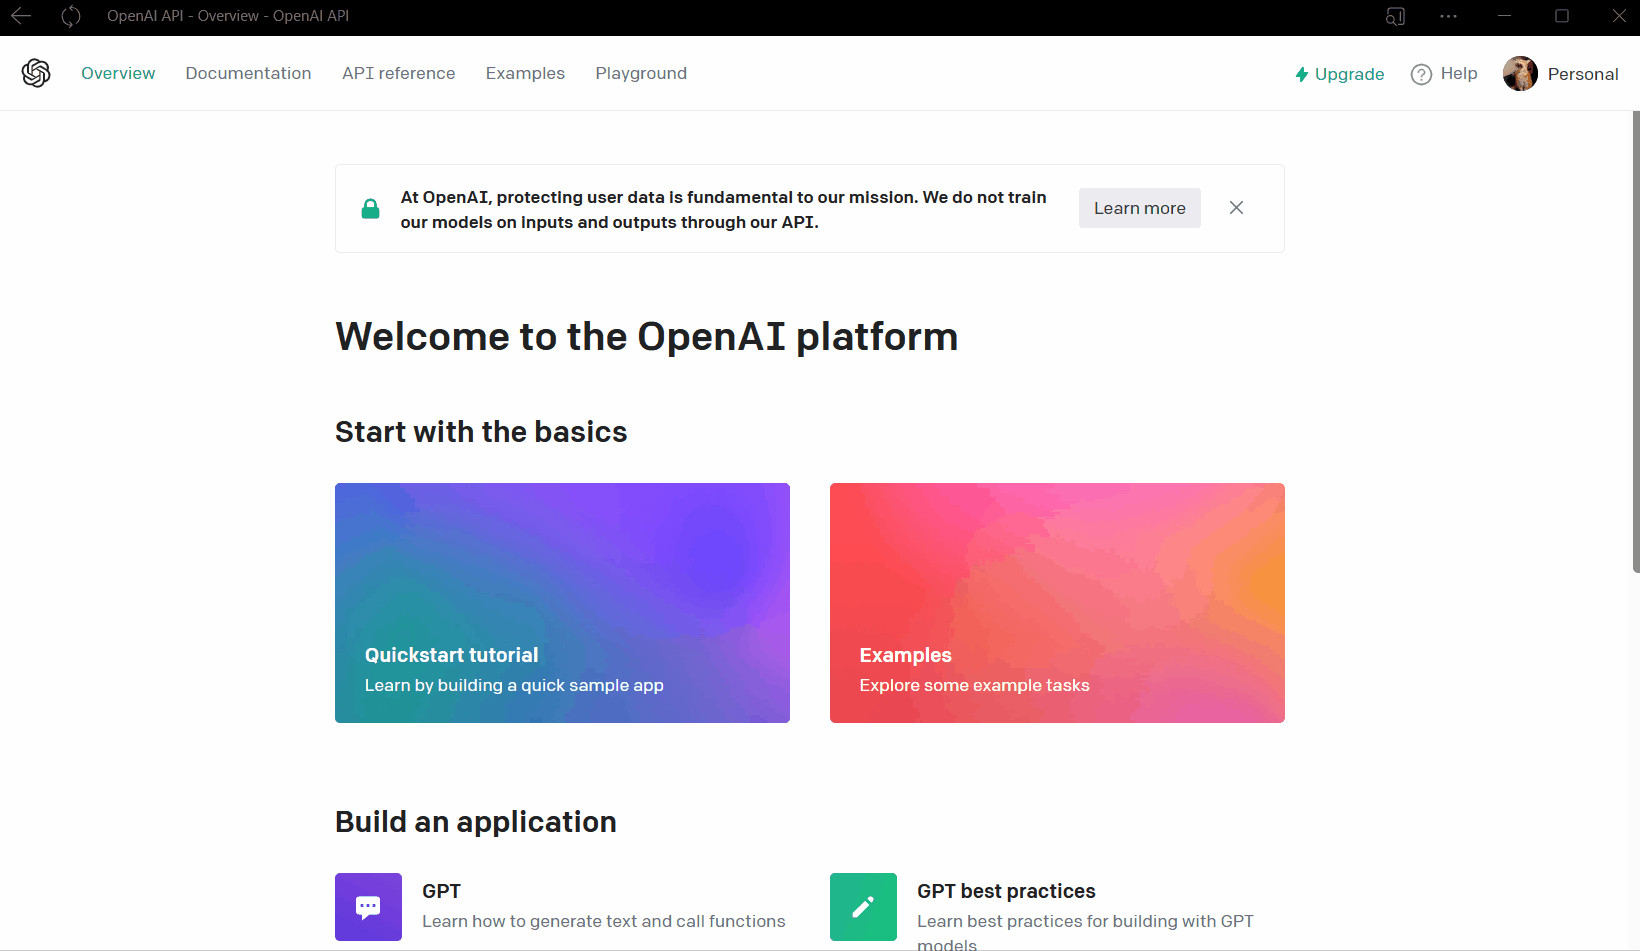 OpenAI API - Overview - OpenAI API
Overview Documentation API reference Examples Playground Upgrade Help Personal
At OpenAI, protecting user data is fundamental to our mission. We do not train
our models on inputs and outputs through our API.
Learn more
Welcome to the OpenAI platform
Start with the basics
Quickstart tutorial
Learn by building a quick sample app
Examples
Explore some example tasks
Build an application
GPT
Learn how to generate text and call functions
GPT best practices
Learn best practices for building with GPT
models